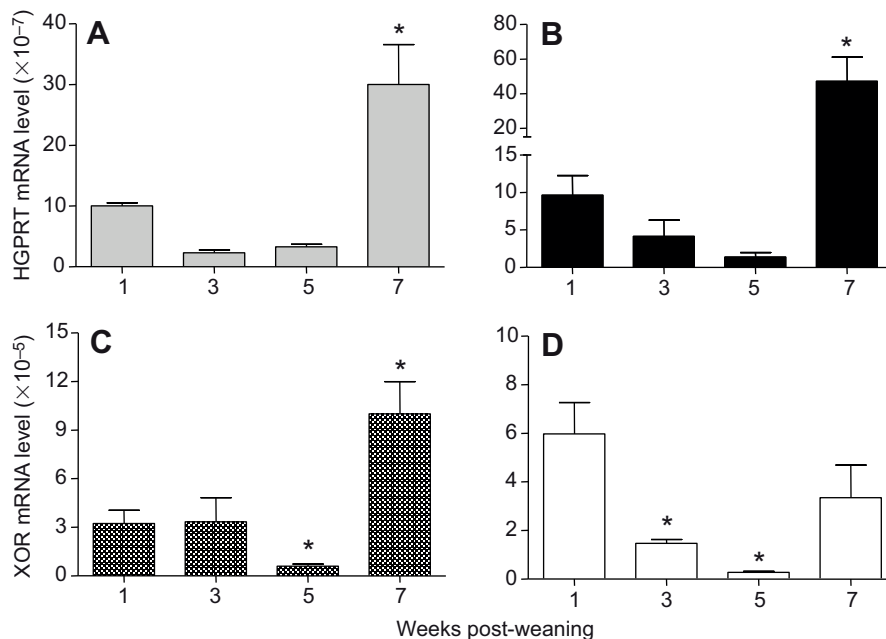 A
HGPRT mRNA level (×10⁻⁷)
40
30
20
10
0
*
1 3 5 7
B
80
60
40
20
15
10
5
0
*
1 3 5 7
C
XOR mRNA level (×10⁻⁵)
15
12
9
6
3
0
* *
1 3 5 7
D
10
8
6
4
2
0
* *
1 3 5 7
Weeks post-weaning